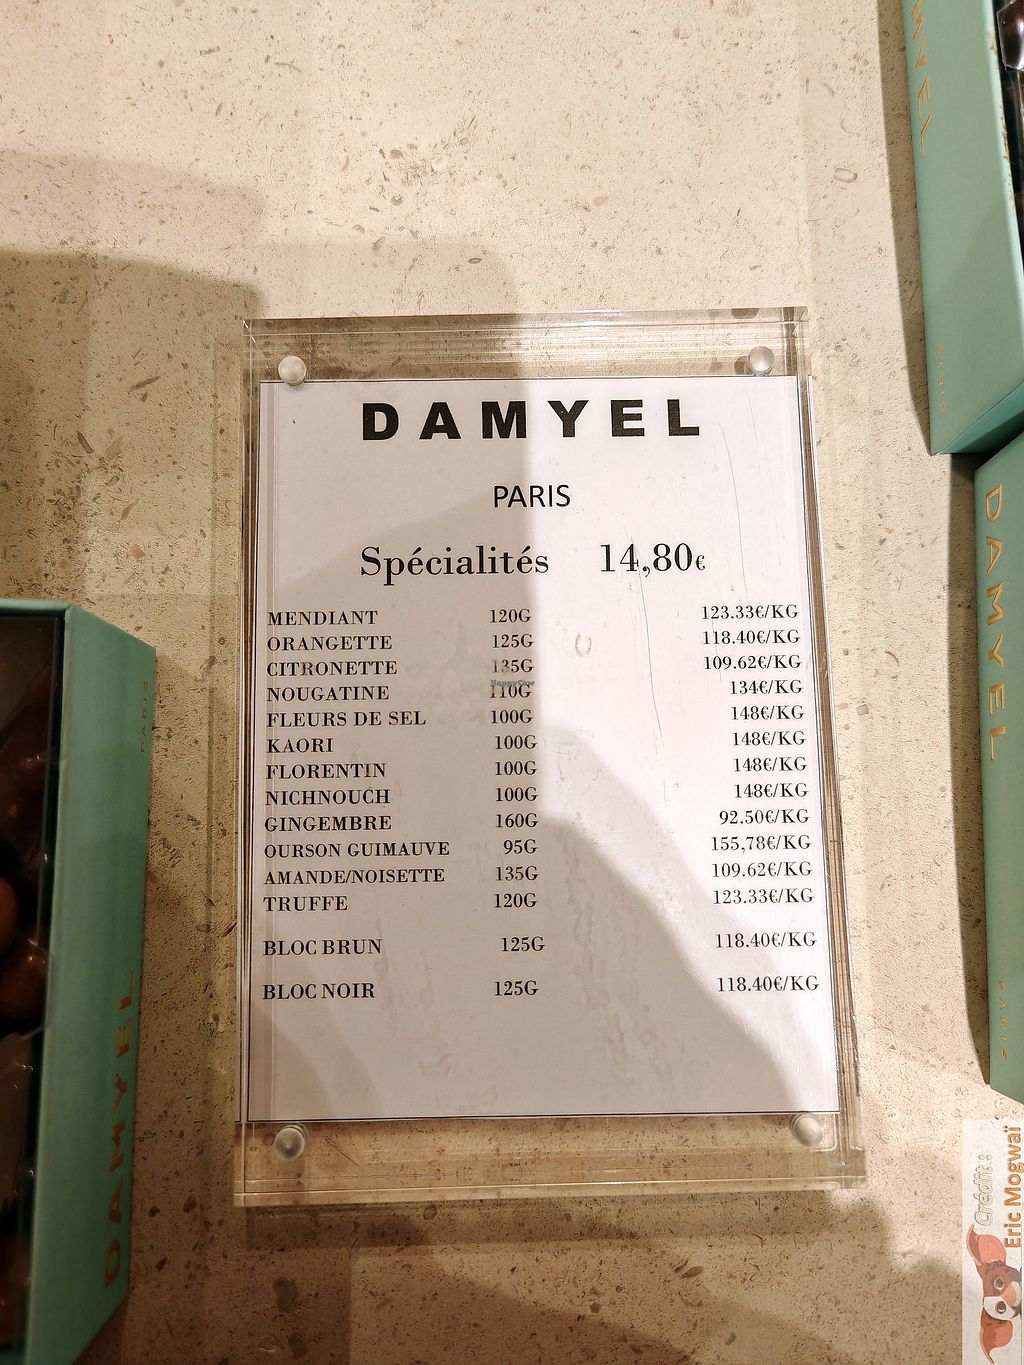 DAMYEL
PARIS
Spécialités 14,80€
MENDIANT 120G 123.33€/KG
ORANGETTE 125G 118.40€/KG
CITRONETTE 135G 109.62€/KG
NOUGATINE 110G 134€/KG
FLEURS DE SEL 100G 148€/KG
KAORI 100G 148€/KG
FLORENTIN 100G 148€/KG
NICHNOUCH 100G 148€/KG
GINGEMBRE 160G 92.50€/KG
OURSON GUIMAUVE 95G 155,78€/KG
AMANDE/NOISETTE 135G 109.62€/KG
TRUFFE 120G 123.33€/KG
BLOC BRUN 125G 118.40€/KG
BLOC NOIR 125G 118.40€/KG
HappyCow
DAMYEL
PARIS
DAMYEL
PARIS
DAMYEL
PARIS
Crédit :
Eric Mogwaï